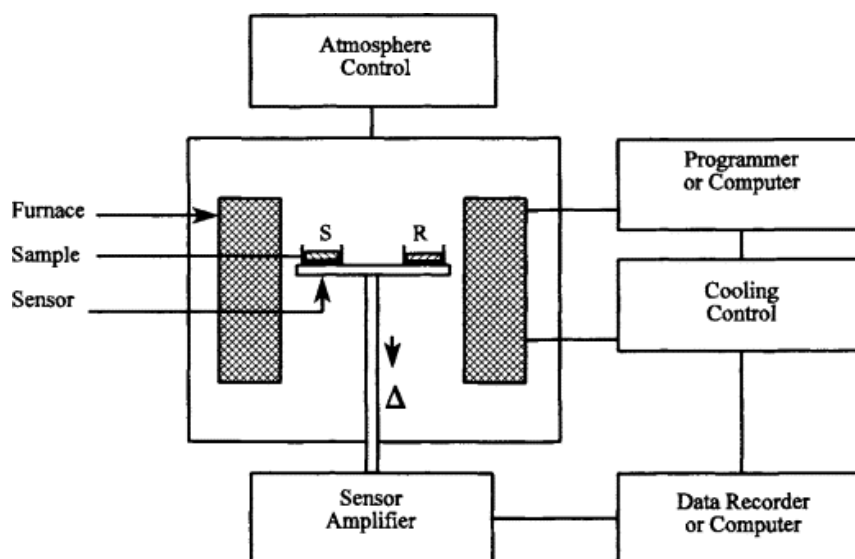 Atmosphere
Control
Programmer
or Computer
Furnace
S
R
Sample
Sensor
Cooling
Control
Δ
Sensor
Amplifier
Data Recorder
or Computer